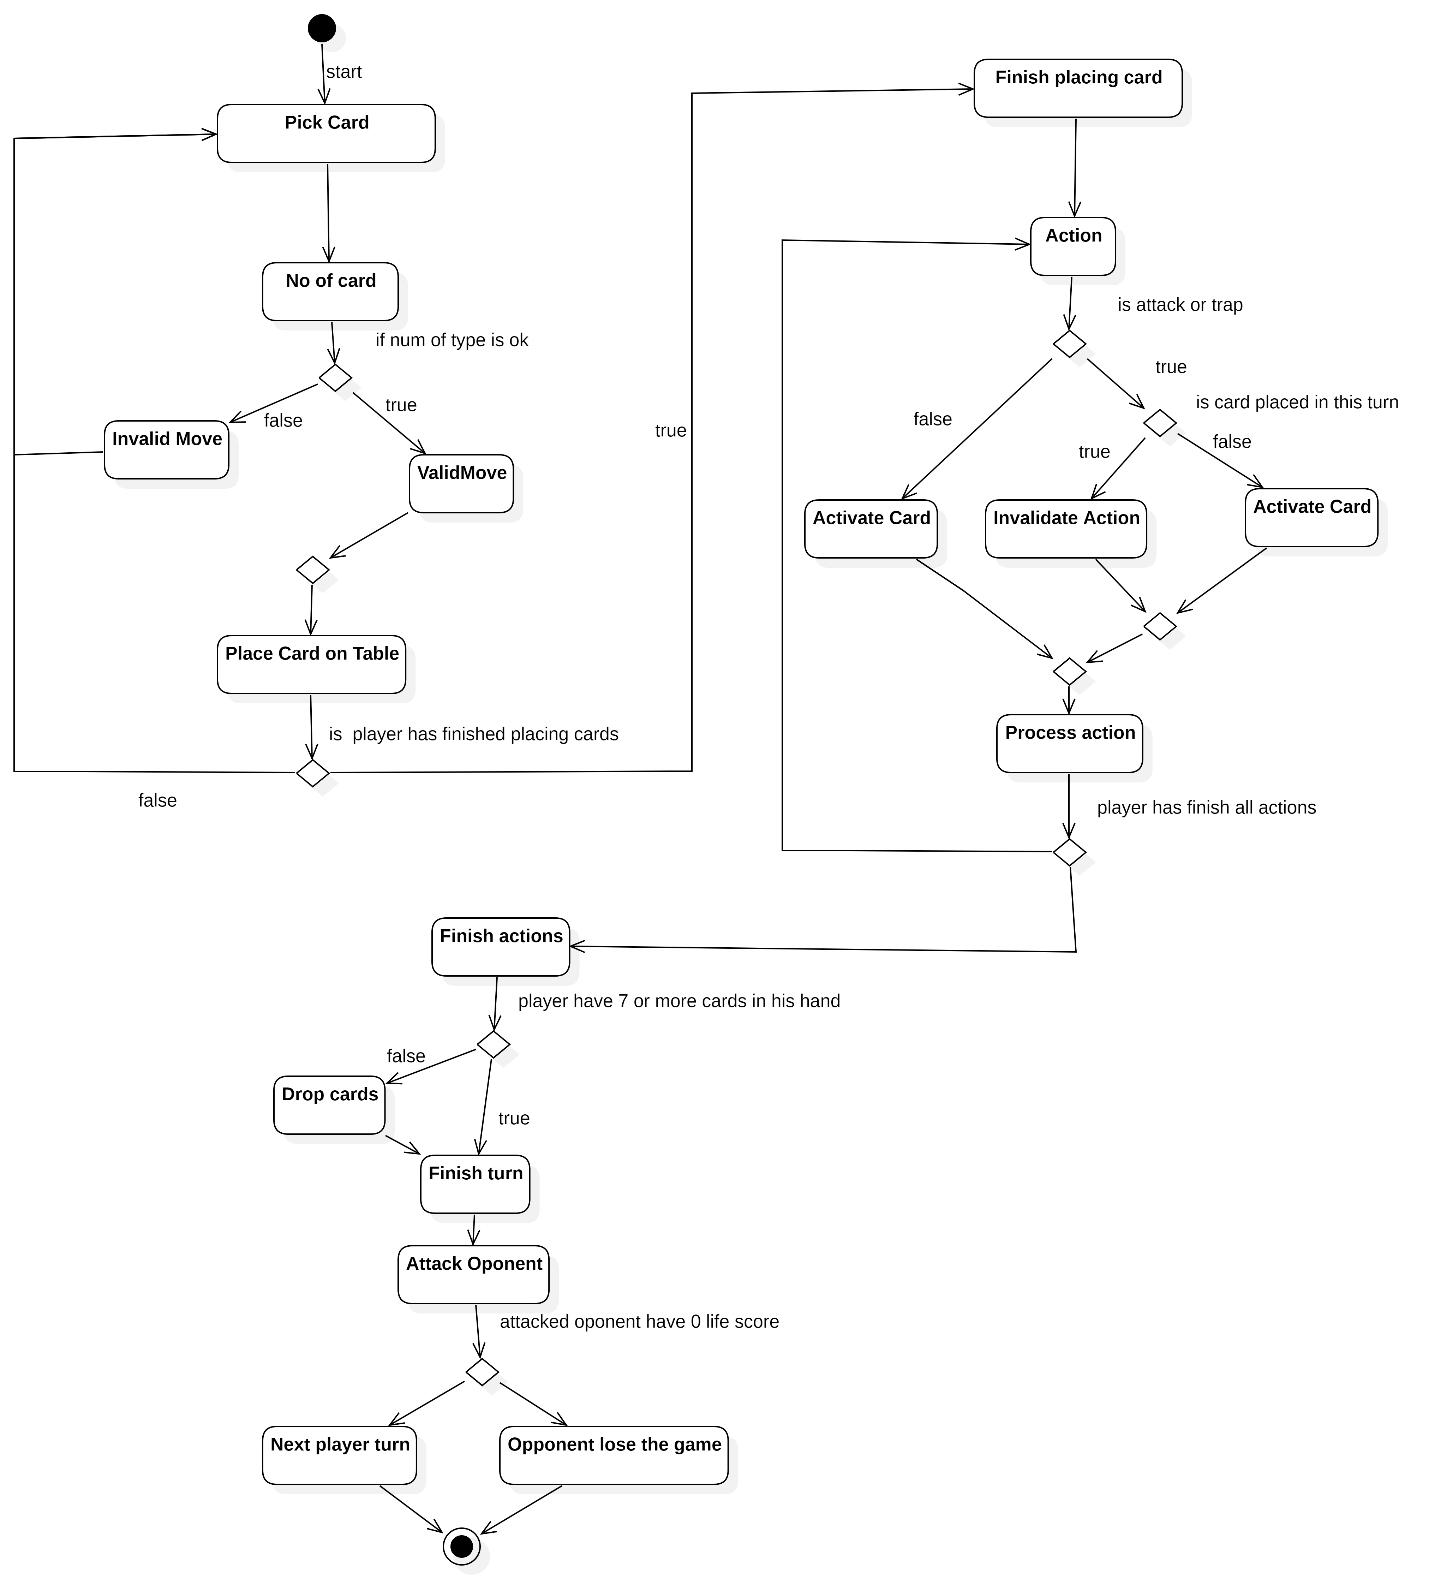 start
Pick Card
No of card
if num of type is ok
false
true
Invalid Move
ValidMove
Place Card on Table
is  player has finished placing cards
false
true
Finish placing card
Action
is attack or trap
true
false
is card placed in this turn
true
false
Activate Card
Invalidate Action
Activate Card
Process action
player has finish all actions
Finish actions
player have 7 or more cards in his hand
false
Drop cards
true
Finish turn
Attack Oponent
attacked oponent have 0 life score
Next player turn
Opponent lose the game